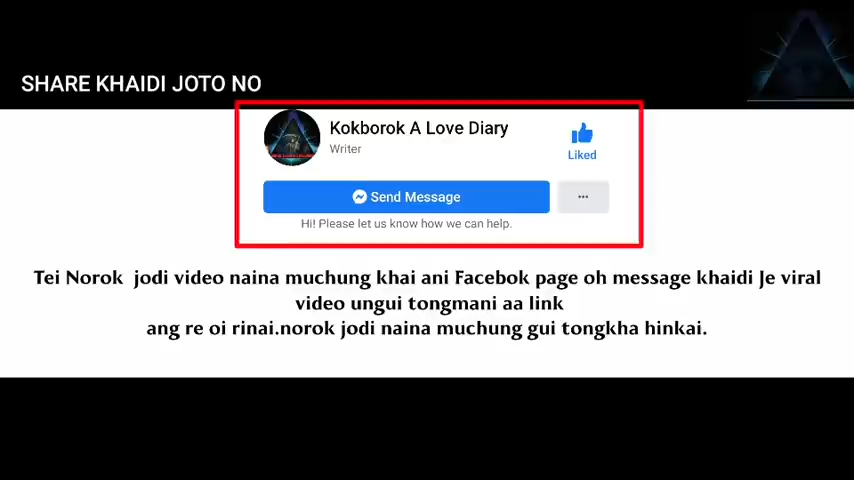 SHARE KHAIDI JOTO NO
Kokborok A Love Diary
Writer
Liked
Send Message
Hi! Please let us know how we can help.
Tei Norok jodi video naina muchung khai ani Facebok page oh message khaidi Je viral
video ungui tongmani aa link
ang re oi rinai.norok jodi naina muchung gui tongkha hinkai.